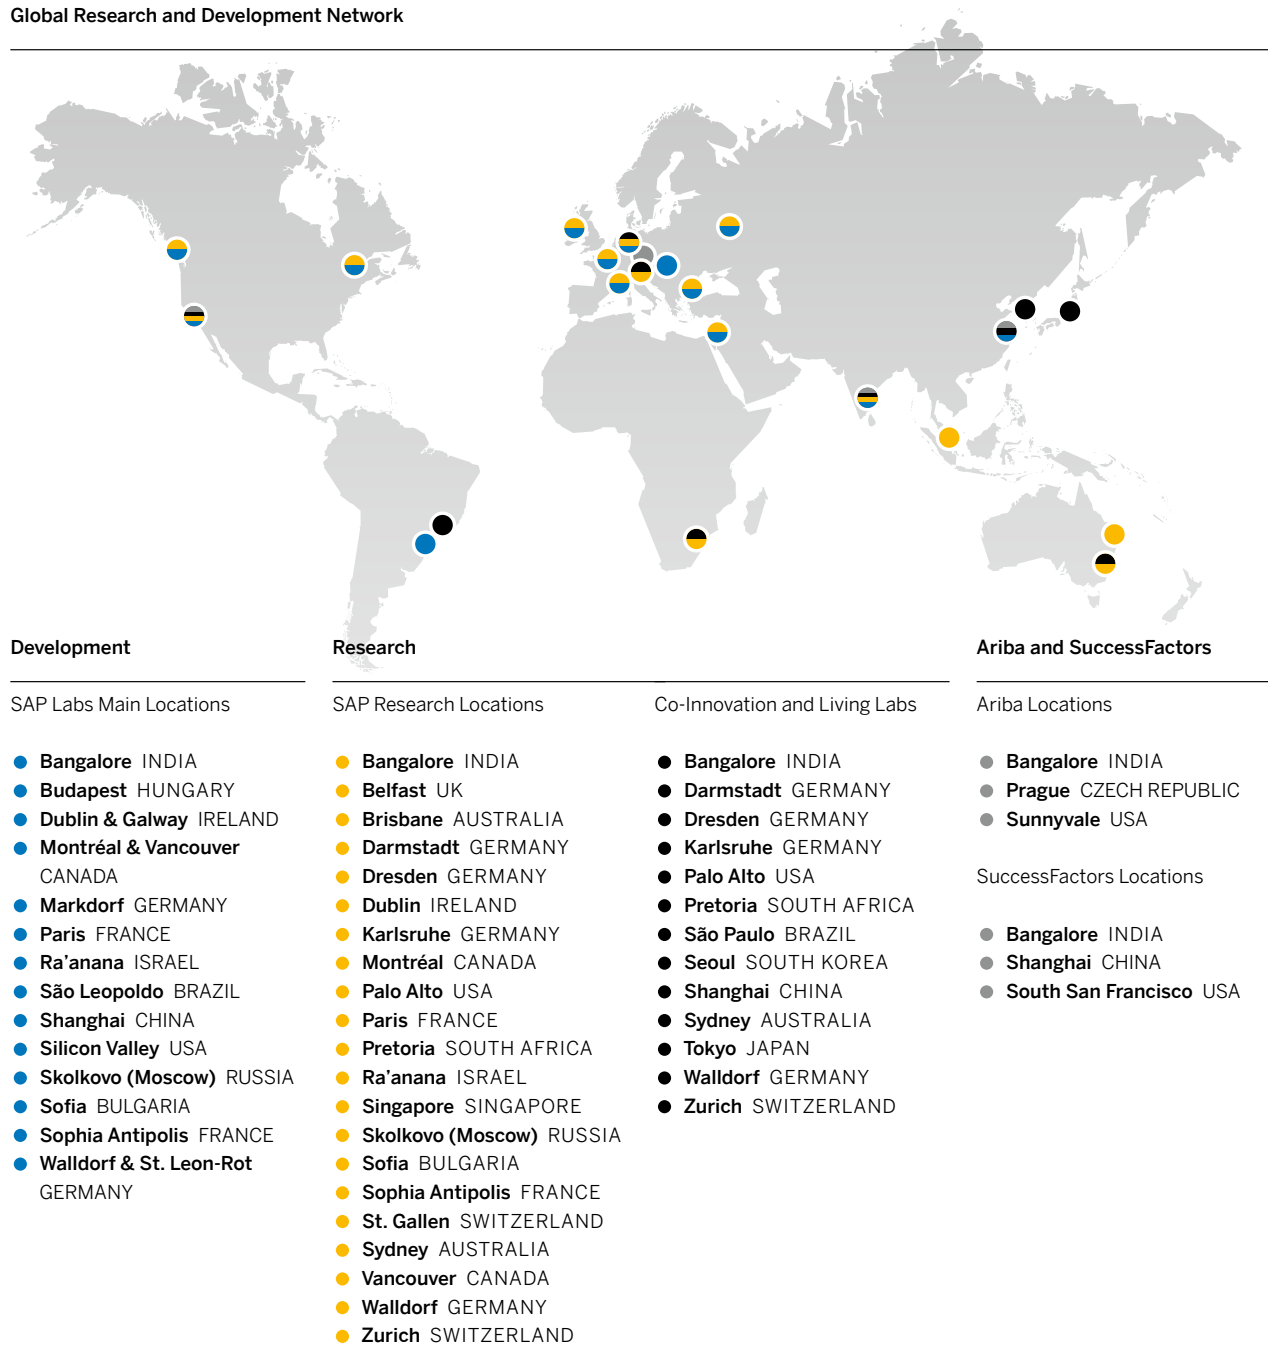 Global Research and Development Network
Development
SAP Labs Main Locations
Bangalore INDIA
Budapest HUNGARY
Dublin & Galway IRELAND
Montréal & Vancouver
CANADA
Markdorf GERMANY
Paris FRANCE
Ra’anana ISRAEL
São Leopoldo BRAZIL
Shanghai CHINA
Silicon Valley USA
Skolkovo (Moscow) RUSSIA
Sofia BULGARIA
Sophia Antipolis FRANCE
Walldorf & St. Leon-Rot
GERMANY
Research
SAP Research Locations
Bangalore INDIA
Belfast UK
Brisbane AUSTRALIA
Darmstadt GERMANY
Dresden GERMANY
Dublin IRELAND
Karlsruhe GERMANY
Montréal CANADA
Palo Alto USA
Paris FRANCE
Pretoria SOUTH AFRICA
Ra’anana ISRAEL
Singapore SINGAPORE
Skolkovo (Moscow) RUSSIA
Sofia BULGARIA
Sophia Antipolis FRANCE
St. Gallen SWITZERLAND
Sydney AUSTRALIA
Vancouver CANADA
Walldorf GERMANY
Zurich SWITZERLAND
Co-Innovation and Living Labs
Bangalore INDIA
Darmstadt GERMANY
Dresden GERMANY
Karlsruhe GERMANY
Palo Alto USA
Pretoria SOUTH AFRICA
São Paulo BRAZIL
Seoul SOUTH KOREA
Shanghai CHINA
Sydney AUSTRALIA
Tokyo JAPAN
Walldorf GERMANY
Zurich SWITZERLAND
Ariba and SuccessFactors
Ariba Locations
Bangalore INDIA
Prague CZECH REPUBLIC
Sunnyvale USA
SuccessFactors Locations
Bangalore INDIA
Shanghai CHINA
South San Francisco USA